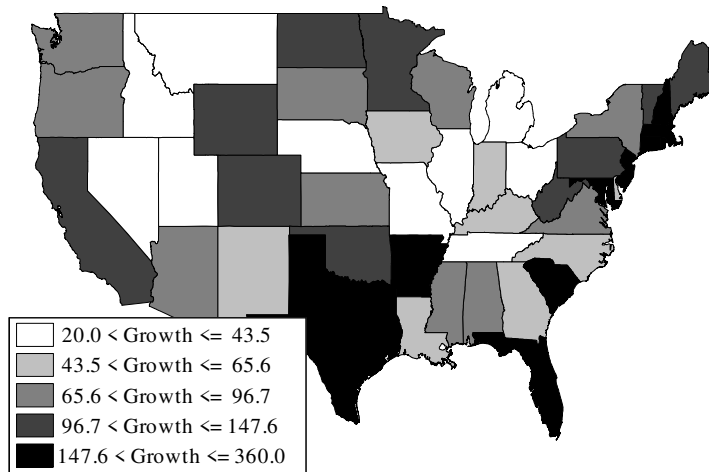 20.0 < Growth <= 43.5
43.5 < Growth <= 65.6
65.6 < Growth <= 96.7
96.7 < Growth <= 147.6
147.6 < Growth <= 360.0